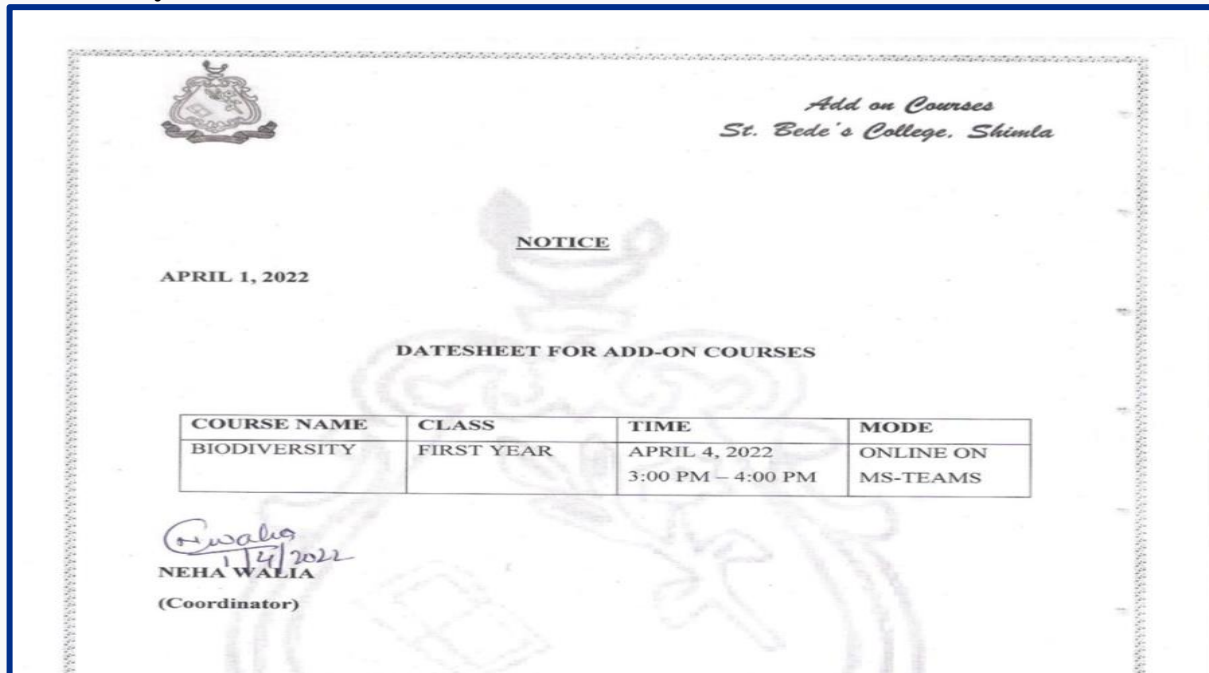 Add on Courses
St. Bede's College, Shimla
NOTICE
APRIL 1, 2022
DATESHEET FOR ADD-ON COURSES
COURSE NAME CLASS TIME MODE
BIODIVERSITY FIRST YEAR APRIL 4, 2022 ONLINE ON
3:00 PM – 4:00 PM MS-TEAMS
Nwalia
1/4/2022
NEHA WALIA
(Coordinator)